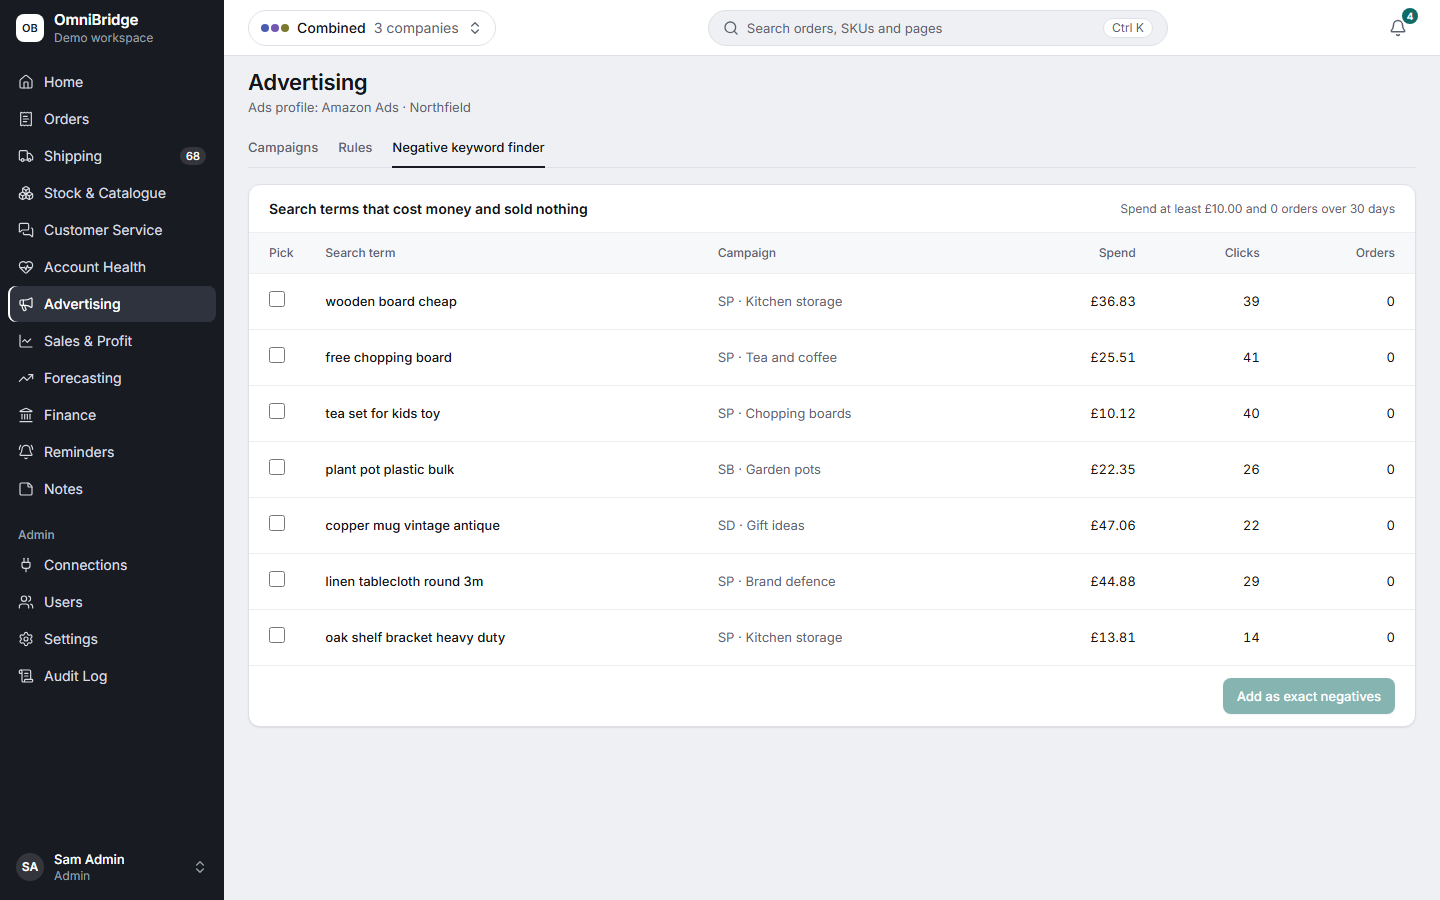 OB
OmniBridge
Demo workspace
Home
Orders
Shipping 68
Stock & Catalogue
Customer Service
Account Health
Advertising
Sales & Profit
Forecasting
Finance
Reminders
Notes
Admin
Connections
Users
Settings
Audit Log
SA
Sam Admin
Admin
Combined 3 companies
Search orders, SKUs and pages Ctrl K
4
Advertising
Ads profile: Amazon Ads · Northfield
Campaigns Rules Negative keyword finder
Search terms that cost money and sold nothing Spend at least £10.00 and 0 orders over 30 days
Pick Search term Campaign Spend Clicks Orders
wooden board cheap SP · Kitchen storage £36.83 39 0
free chopping board SP · Tea and coffee £25.51 41 0
tea set for kids toy SP · Chopping boards £10.12 40 0
plant pot plastic bulk SB · Garden pots £22.35 26 0
copper mug vintage antique SD · Gift ideas £47.06 22 0
linen tablecloth round 3m SP · Brand defence £44.88 29 0
oak shelf bracket heavy duty SP · Kitchen storage £13.81 14 0
Add as exact negatives